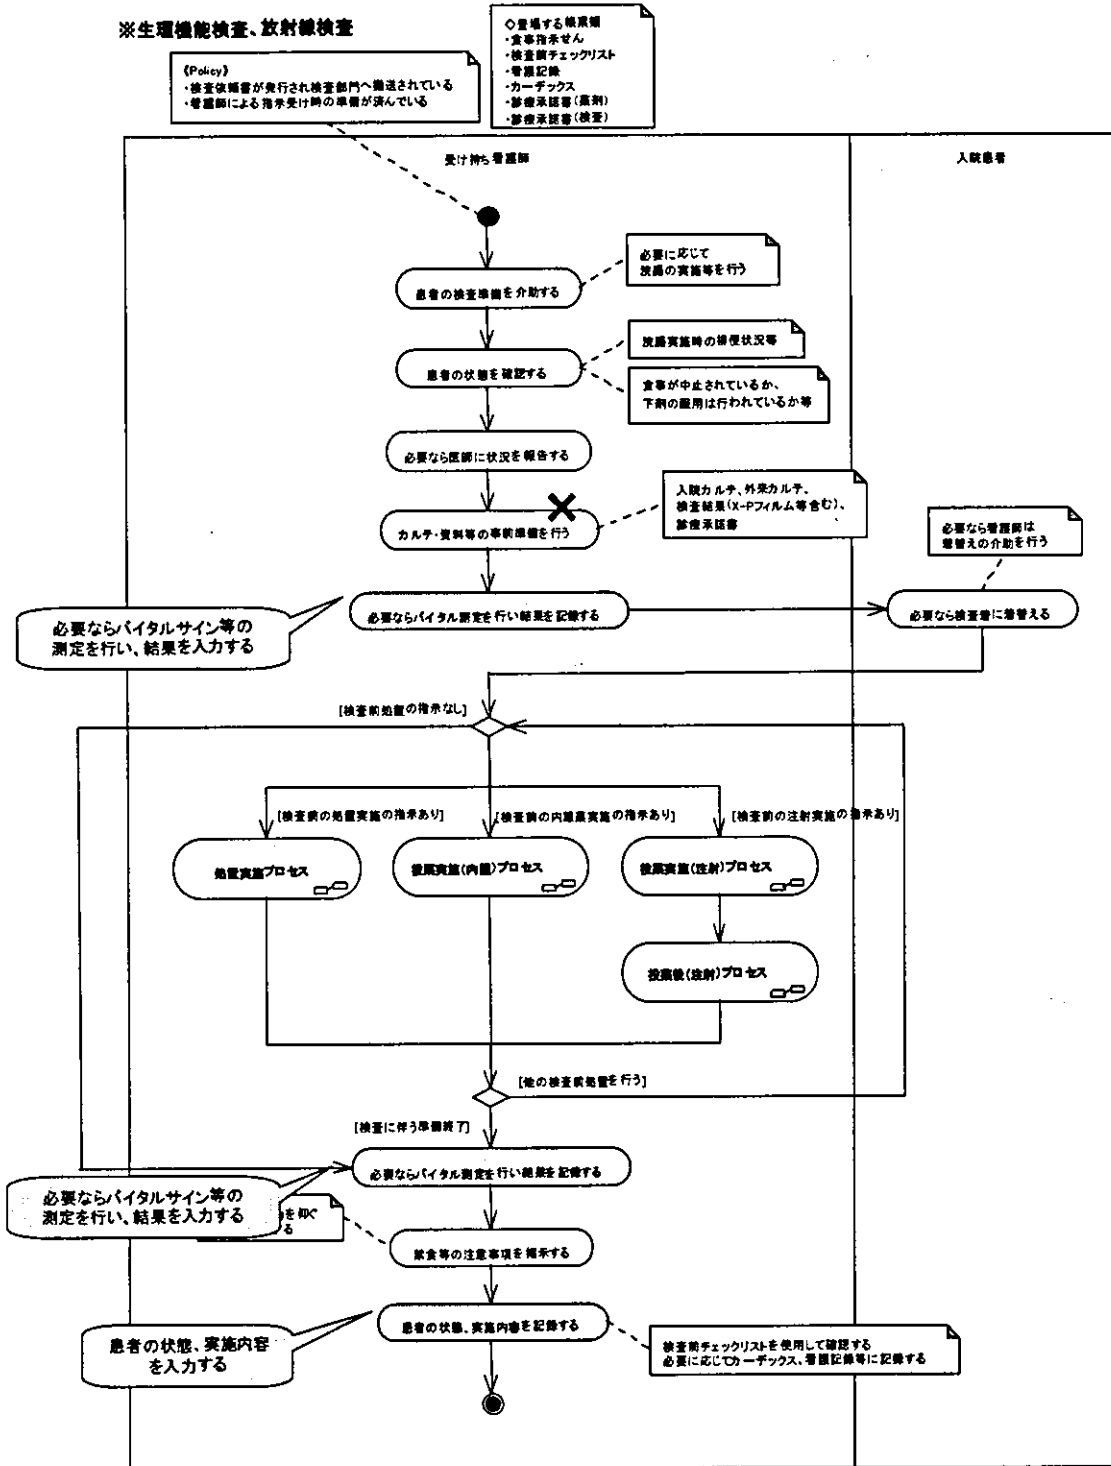 ※生理機能検査、放射線検査
《Policy》
・検査依頼書が発行され検査部門へ搬送されている
・看護師による指示受け時の準備が済んでいる
◇登場する帳票類
・食事指示せん
・検査前チェックリスト
・看護記録
・カーデックス
・診療承諾書(薬剤)
・診療承諾書(検査)
受け持ち看護師
入院患者
必要に応じて
浣腸の実施等を行う
患者の検査準備を介助する
浣腸実施時の排便状況等
患者の状態を確認する
食事が中止されているか、
下剤の服用は行われているか等
必要なら医師に状況を報告する
入院カルテ、外来カルテ、
検査結果(X-Pフィルム等含む)、
診療承諾書
カルテ・資料等の事前準備を行う
必要なら看護師は
着替えの介助を行う
必要ならバイタル測定を行い結果を記録する
必要なら検査着に着替える
必要ならバイタルサイン等の
測定を行い、結果を入力する
[検査前処置の指示なし]
[検査前の処置実施の指示あり]
[検査前の内服薬実施の指示あり]
[検査前の注射実施の指示あり]
処置実施プロセス
投薬実施(内服)プロセス
投薬実施(注射)プロセス
投薬後(注射)プロセス
[他の検査前処置を行う]
[検査に伴う準備終了]
必要ならバイタル測定を行い結果を記録する
必要ならバイタルサイン等の
測定を行い、結果を入力する
を仰ぐ
る
飲食等の注意事項を掲示する
患者の状態、実施内容を記録する
患者の状態、実施内容
を入力する
検査前チェックリストを使用して確認する
必要に応じてカーデックス、看護記録等に記録する